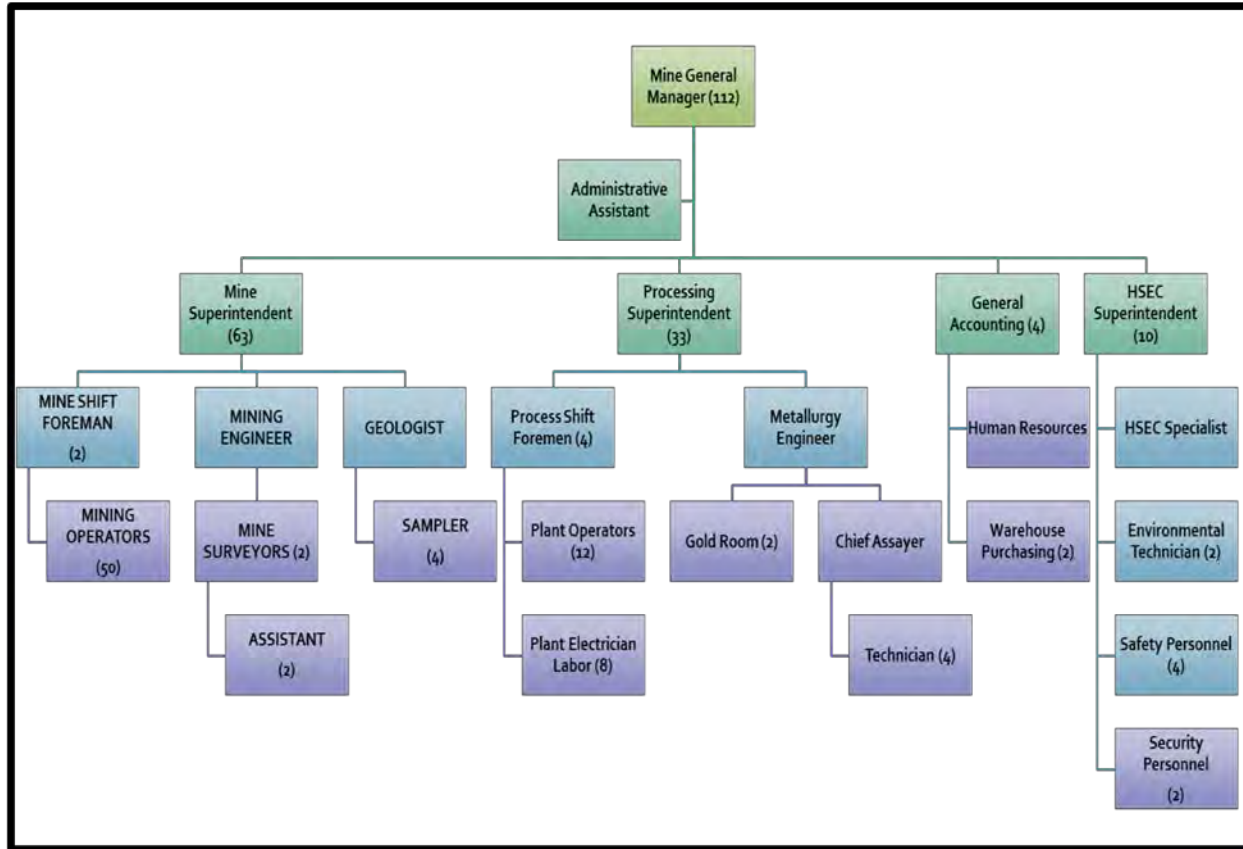 Mine General
Manager (112)
Administrative
Assistant
Mine
Superintendent
(63)
Processing
Superintendent
(33)
General
Accounting (4)
HSEC
Superintendent
(10)
MINE SHIFT
FOREMAN
(2)
MINING
ENGINEER
GEOLOGIST
Process Shift
Foremen (4)
Metallurgy
Engineer
Human Resources
HSEC Specialist
MINING
OPERATORS
(50)
MINE
SURVEYORS (2)
SAMPLER
(4)
Plant Operators
(12)
Gold Room (2)
Chief Assayer
Warehouse
Purchasing (2)
Environmental
Technician (2)
ASSISTANT
(2)
Plant Electrician
Labor (8)
Technician (4)
Safety Personnel
(4)
Security
Personnel
(2)